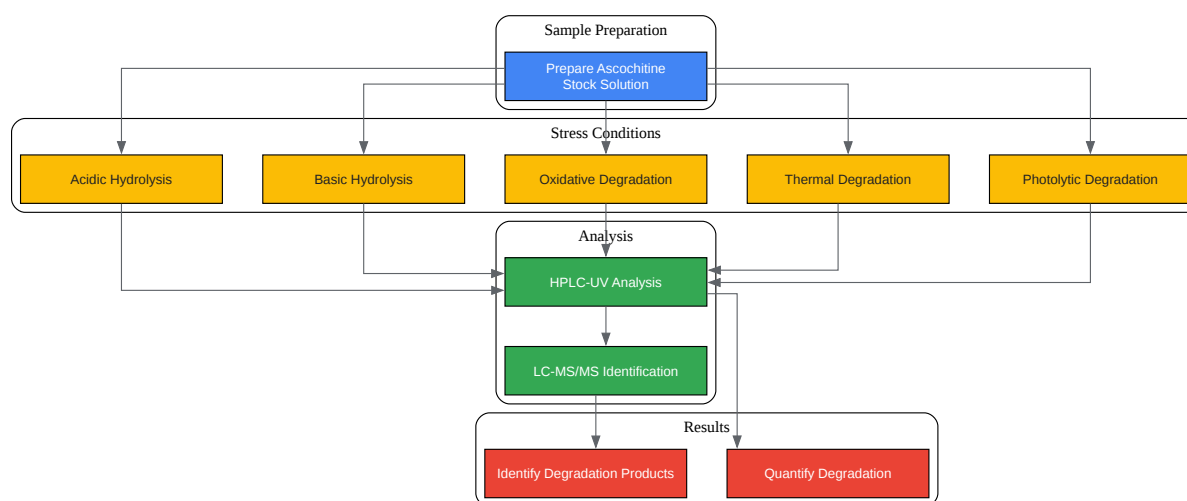 Sample Preparation
Prepare Ascochitine
Stock Solution
Stress Conditions
Acidic Hydrolysis
Basic Hydrolysis
Oxidative Degradation
Thermal Degradation
Photolytic Degradation
Analysis
HPLC-UV Analysis
LC-MS/MS Identification
Results
Identify Degradation Products
Quantify Degradation